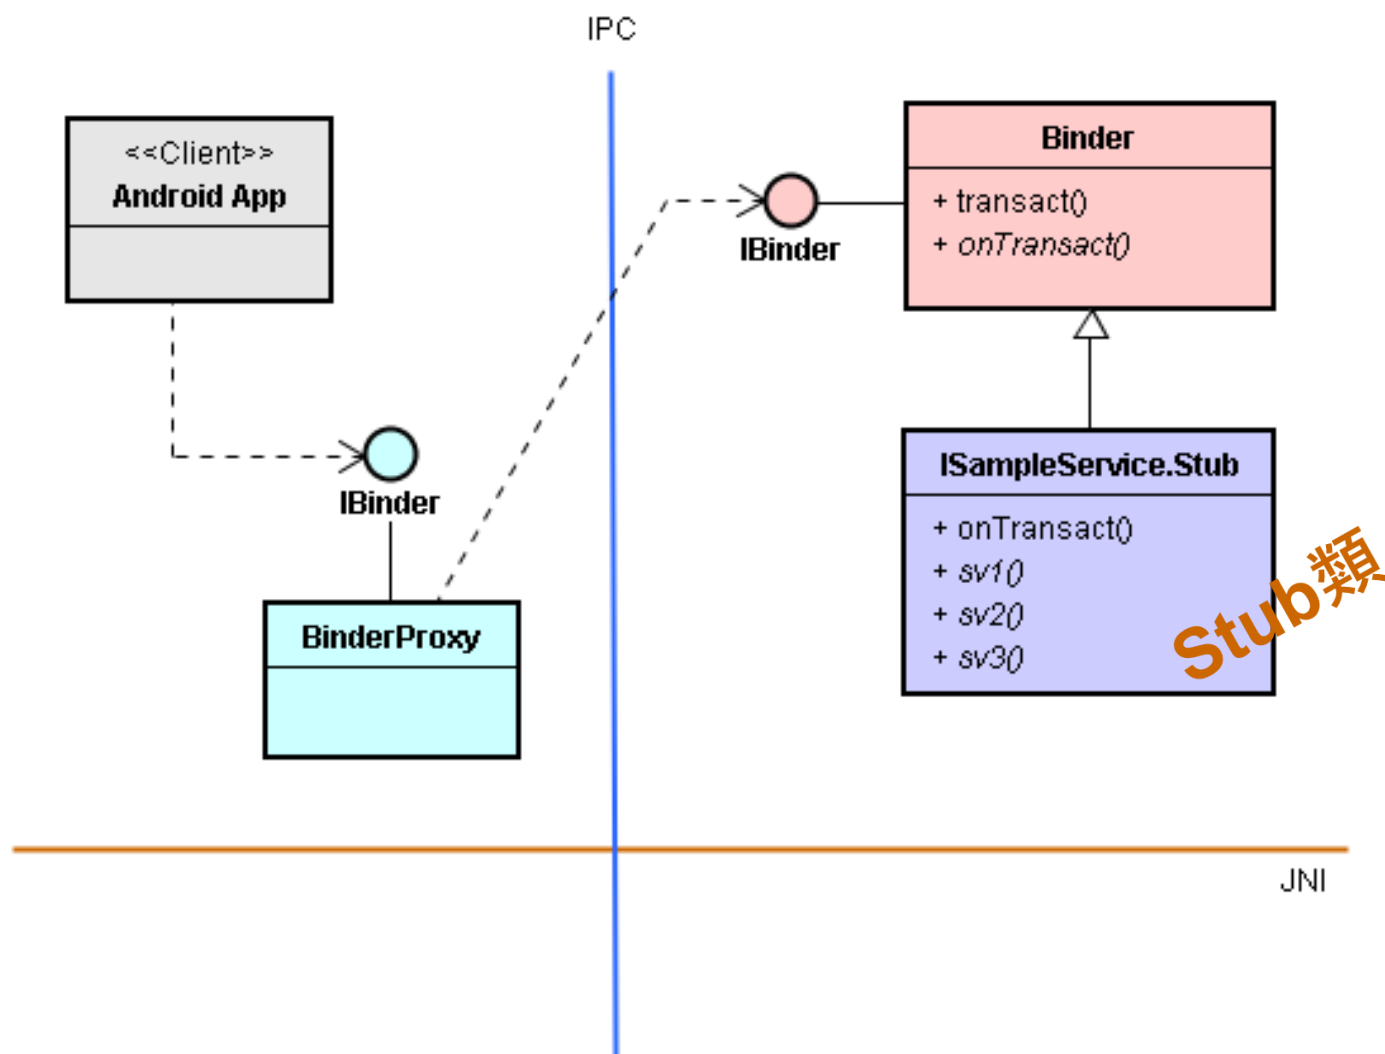 IPC
<<Client>>
Android App
IBinder
BinderProxy
IBinder
Binder
+ transact()
+ onTransact()
ISampleService.Stub
+ onTransact()
+ sv1()
+ sv2()
+ sv3()
Stub類
JNI